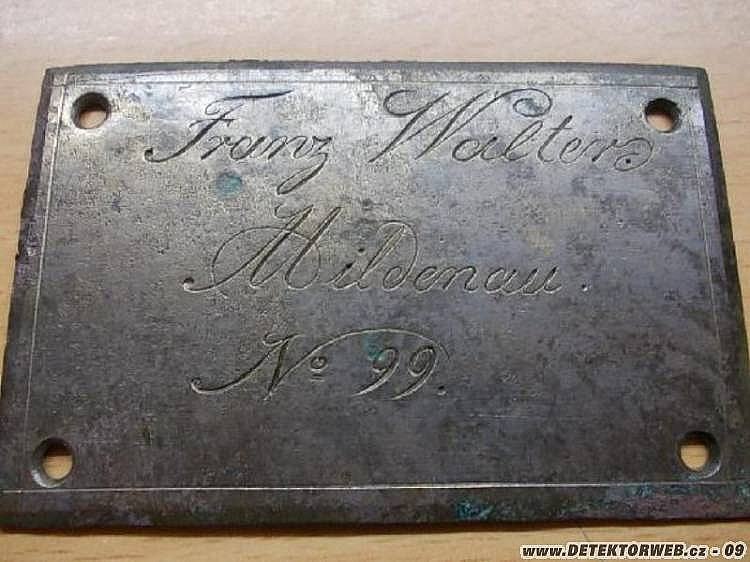 Franz Walter.
Mildenau.
No 99.
www.DETEKTORWEB.cz - 09